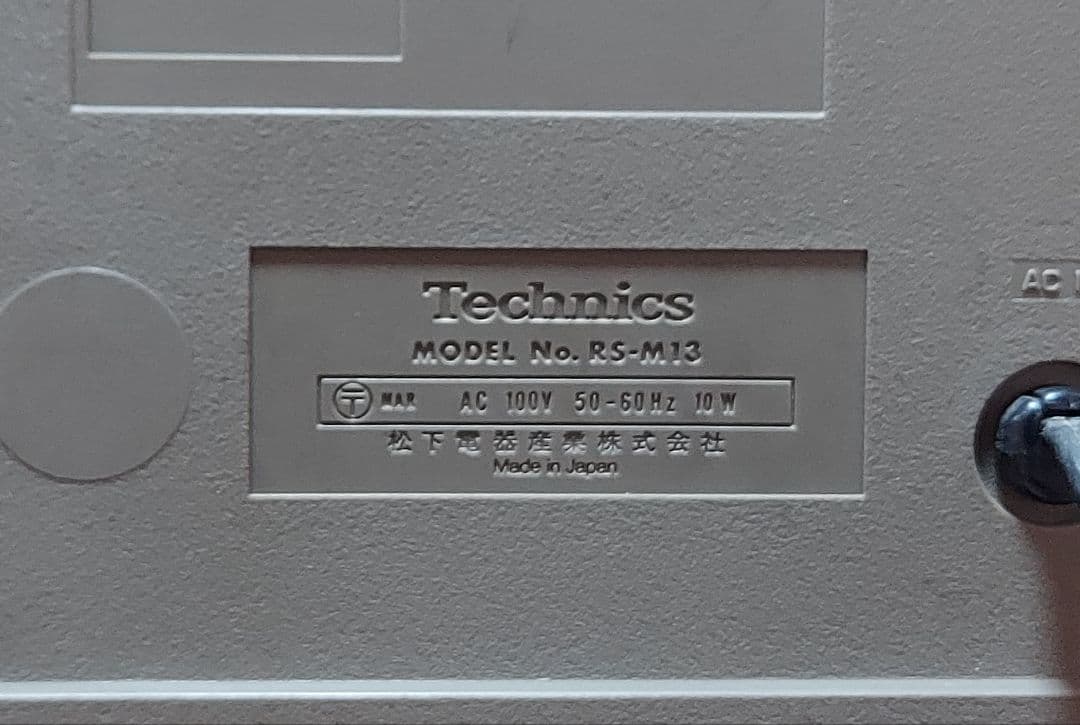 Technics
MODEL No. RS-M13
〒 MAR AC 100V 50-60Hz 10W
松下電器産業株式会社
Made in Japan
AC